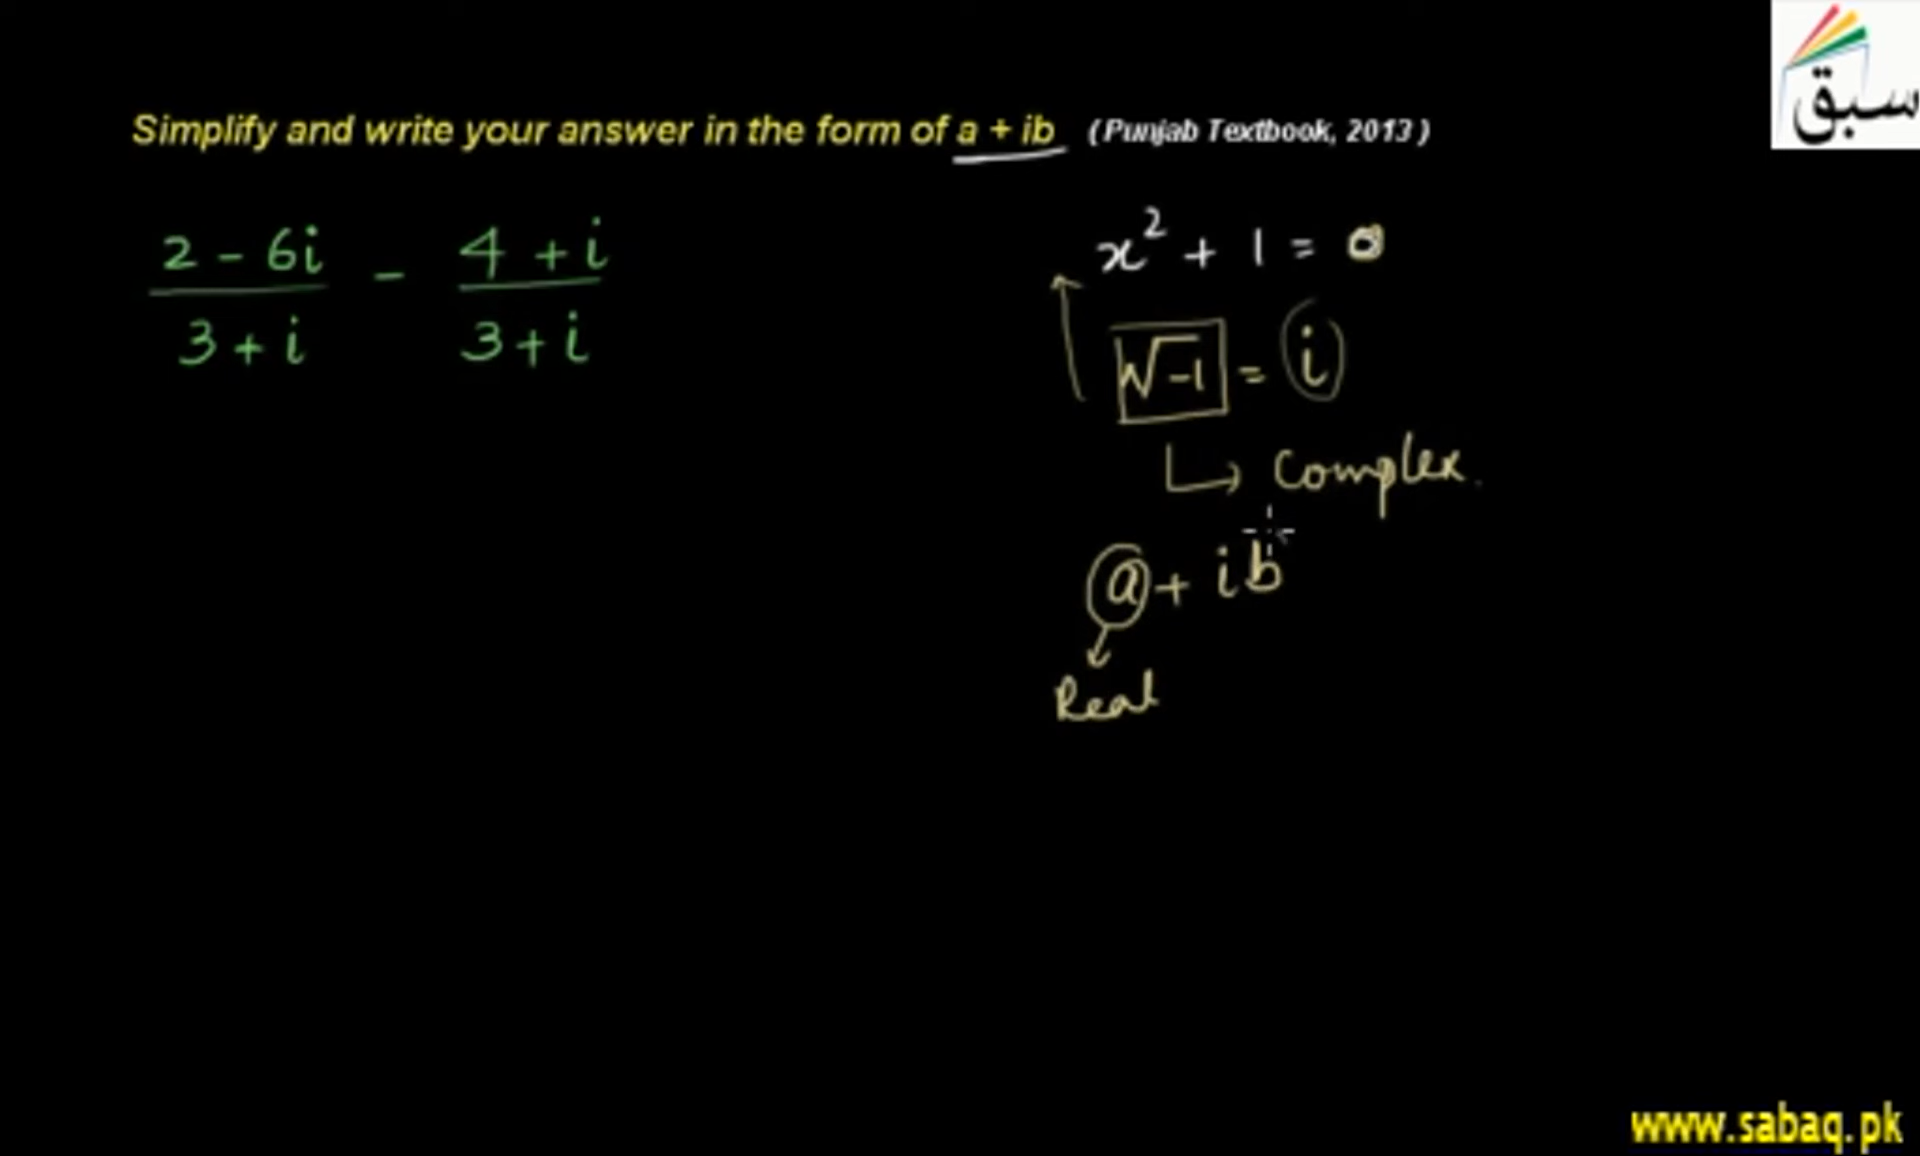 سبق
Simplify and write your answer in the form of a + ib (Punjab Textbook, 2013)
2 - 6i - 4 + i
3 + i 3 + i
x² + 1 = 0
√-1 = i
↳ Complex.
a + ib
Real
www.sabaq.pk